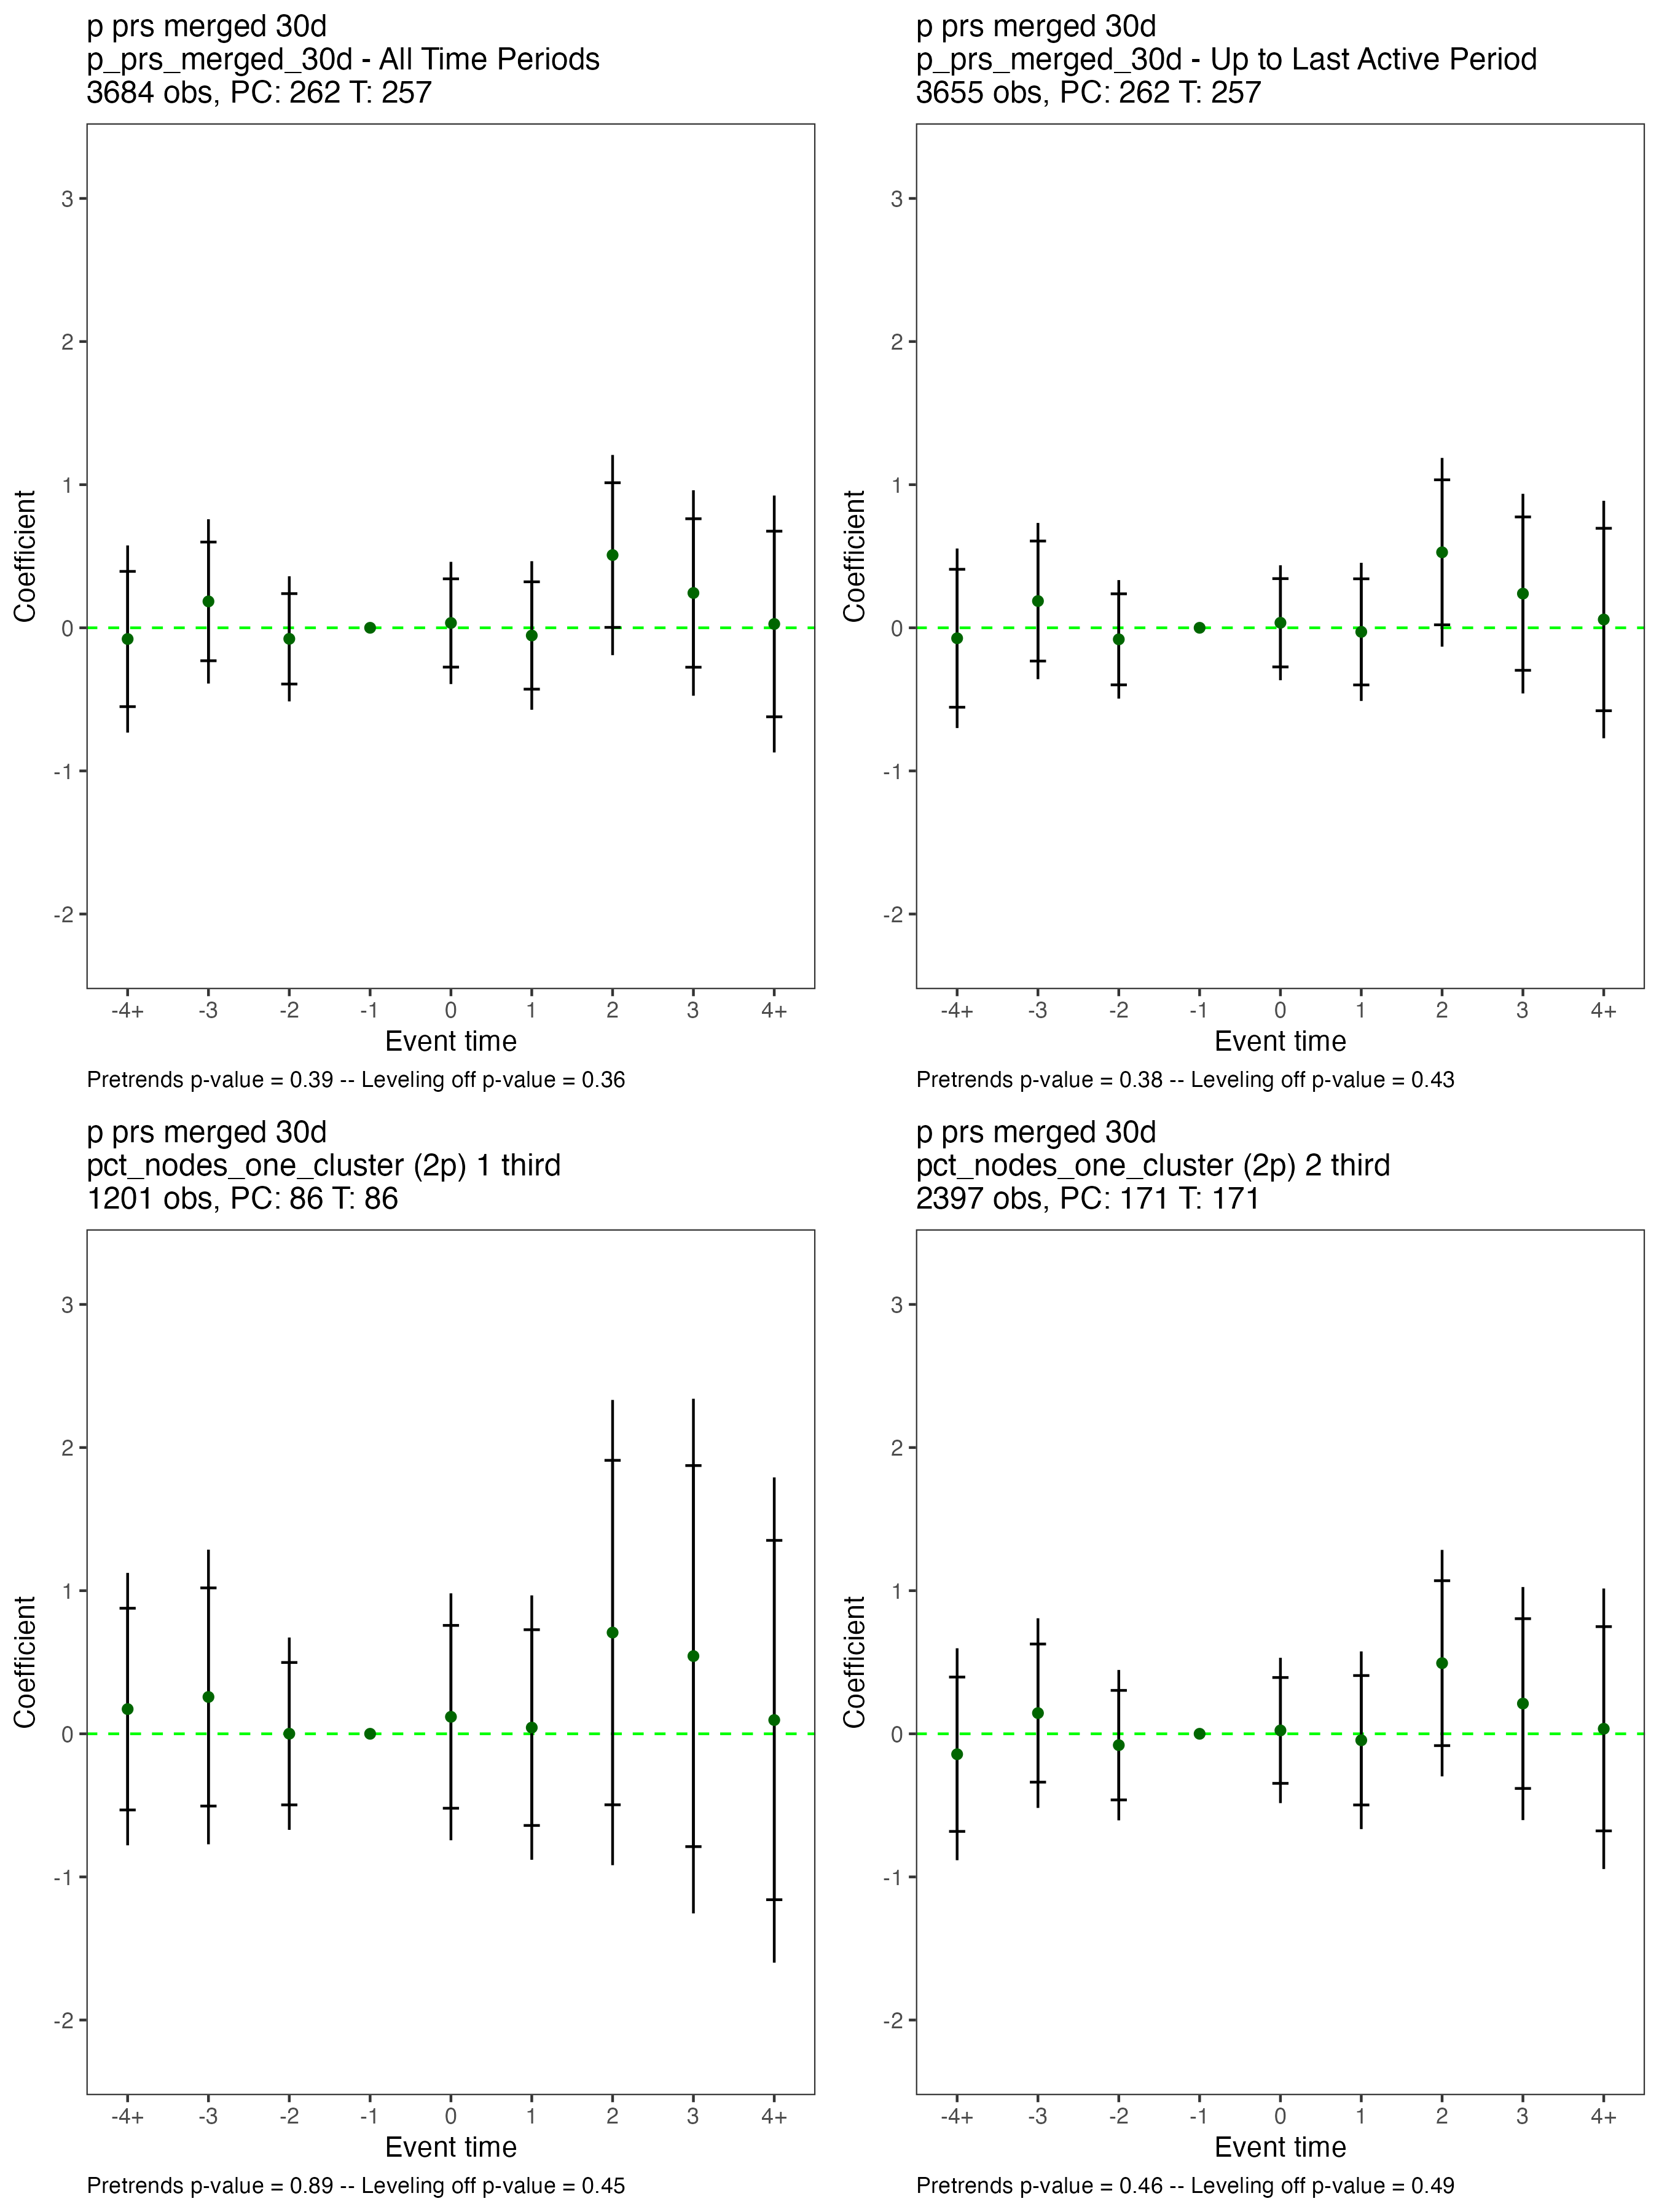 p prs merged 30d
p_prs_merged_30d - All Time Periods
3684 obs, PC: 262 T: 257
3
2
1
0
-1
-2
Coefficient
-4+ -3 -2 -1 0 1 2 3 4+
Event time
Pretrends p-value = 0.39 -- Leveling off p-value = 0.36
p prs merged 30d
p_prs_merged_30d - Up to Last Active Period
3655 obs, PC: 262 T: 257
3
2
1
0
-1
-2
Coefficient
-4+ -3 -2 -1 0 1 2 3 4+
Event time
Pretrends p-value = 0.38 -- Leveling off p-value = 0.43
p prs merged 30d
pct_nodes_one_cluster (2p) 1 third
1201 obs, PC: 86 T: 86
3
2
1
0
-1
-2
Coefficient
-4+ -3 -2 -1 0 1 2 3 4+
Event time
Pretrends p-value = 0.89 -- Leveling off p-value = 0.45
p prs merged 30d
pct_nodes_one_cluster (2p) 2 third
2397 obs, PC: 171 T: 171
3
2
1
0
-1
-2
Coefficient
-4+ -3 -2 -1 0 1 2 3 4+
Event time
Pretrends p-value = 0.46 -- Leveling off p-value = 0.49